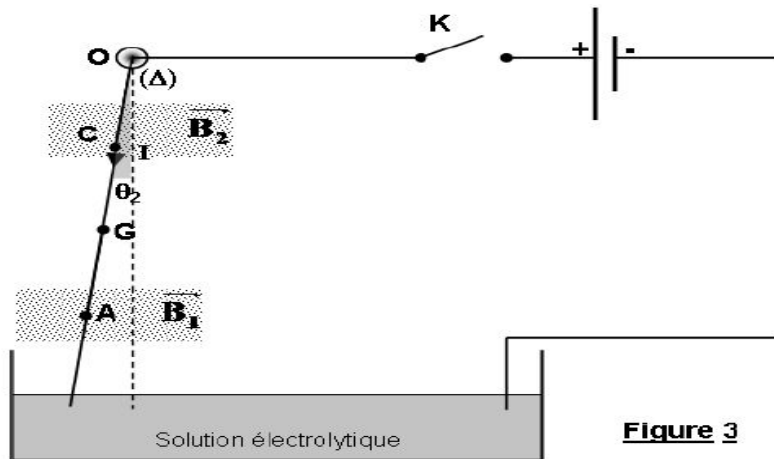 K
O
+ -
(Δ)
C
B₂
I
θ₂
G
A
B₁
Solution électrolytique
Figure 3